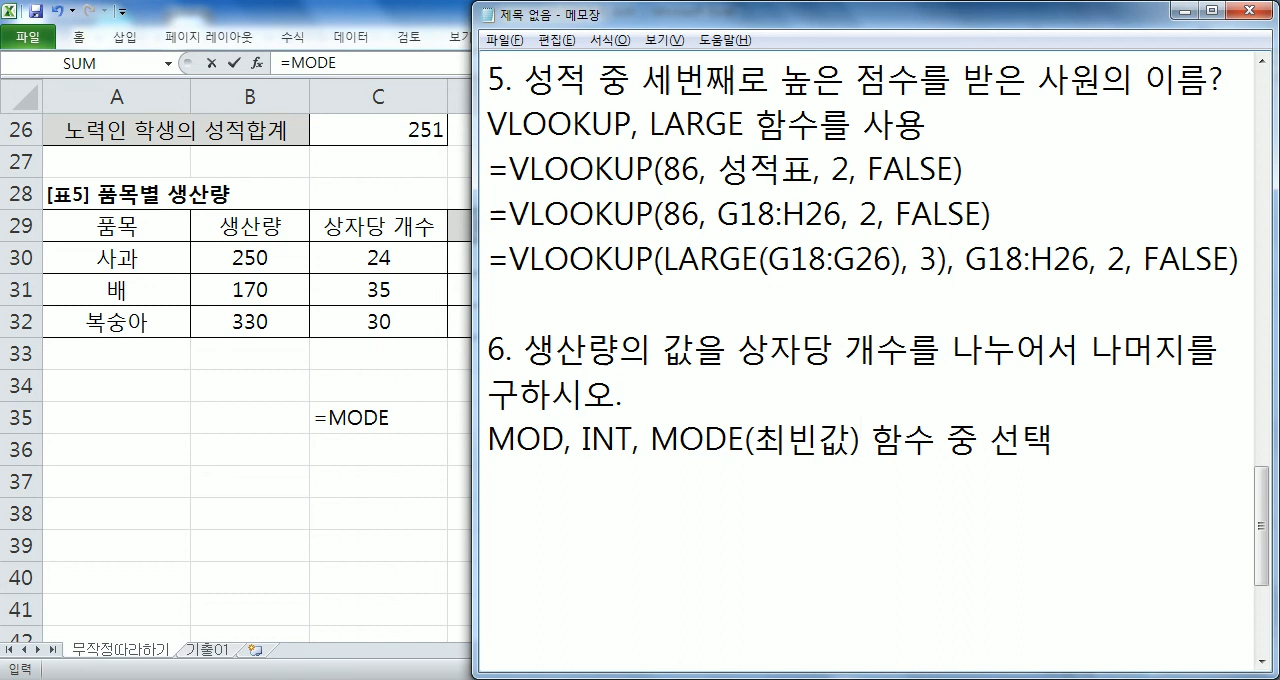 제목 없음 - 메모장
파일 홈 삽입 페이지 레이아웃 수식 데이터 검토 보기
파일(F) 편집(E) 서식(O) 보기(V) 도움말(H)
SUM fx =MODE
A B C
26 노력인 학생의 성적합계 251
27
28 [표5] 품목별 생산량
29 품목 생산량 상자당 개수
30 사과 250 24
31 배 170 35
32 복숭아 330 30
33
34
35 =MODE
36
37
38
39
40
41
42
무작정따라하기 기출01
입력
5. 성적 중 세번째로 높은 점수를 받은 사원의 이름?
VLOOKUP, LARGE 함수를 사용
=VLOOKUP(86, 성적표, 2, FALSE)
=VLOOKUP(86, G18:H26, 2, FALSE)
=VLOOKUP(LARGE(G18:G26), 3), G18:H26, 2, FALSE)
6. 생산량의 값을 상자당 개수를 나누어서 나머지를
구하시오.
MOD, INT, MODE(최빈값) 함수 중 선택